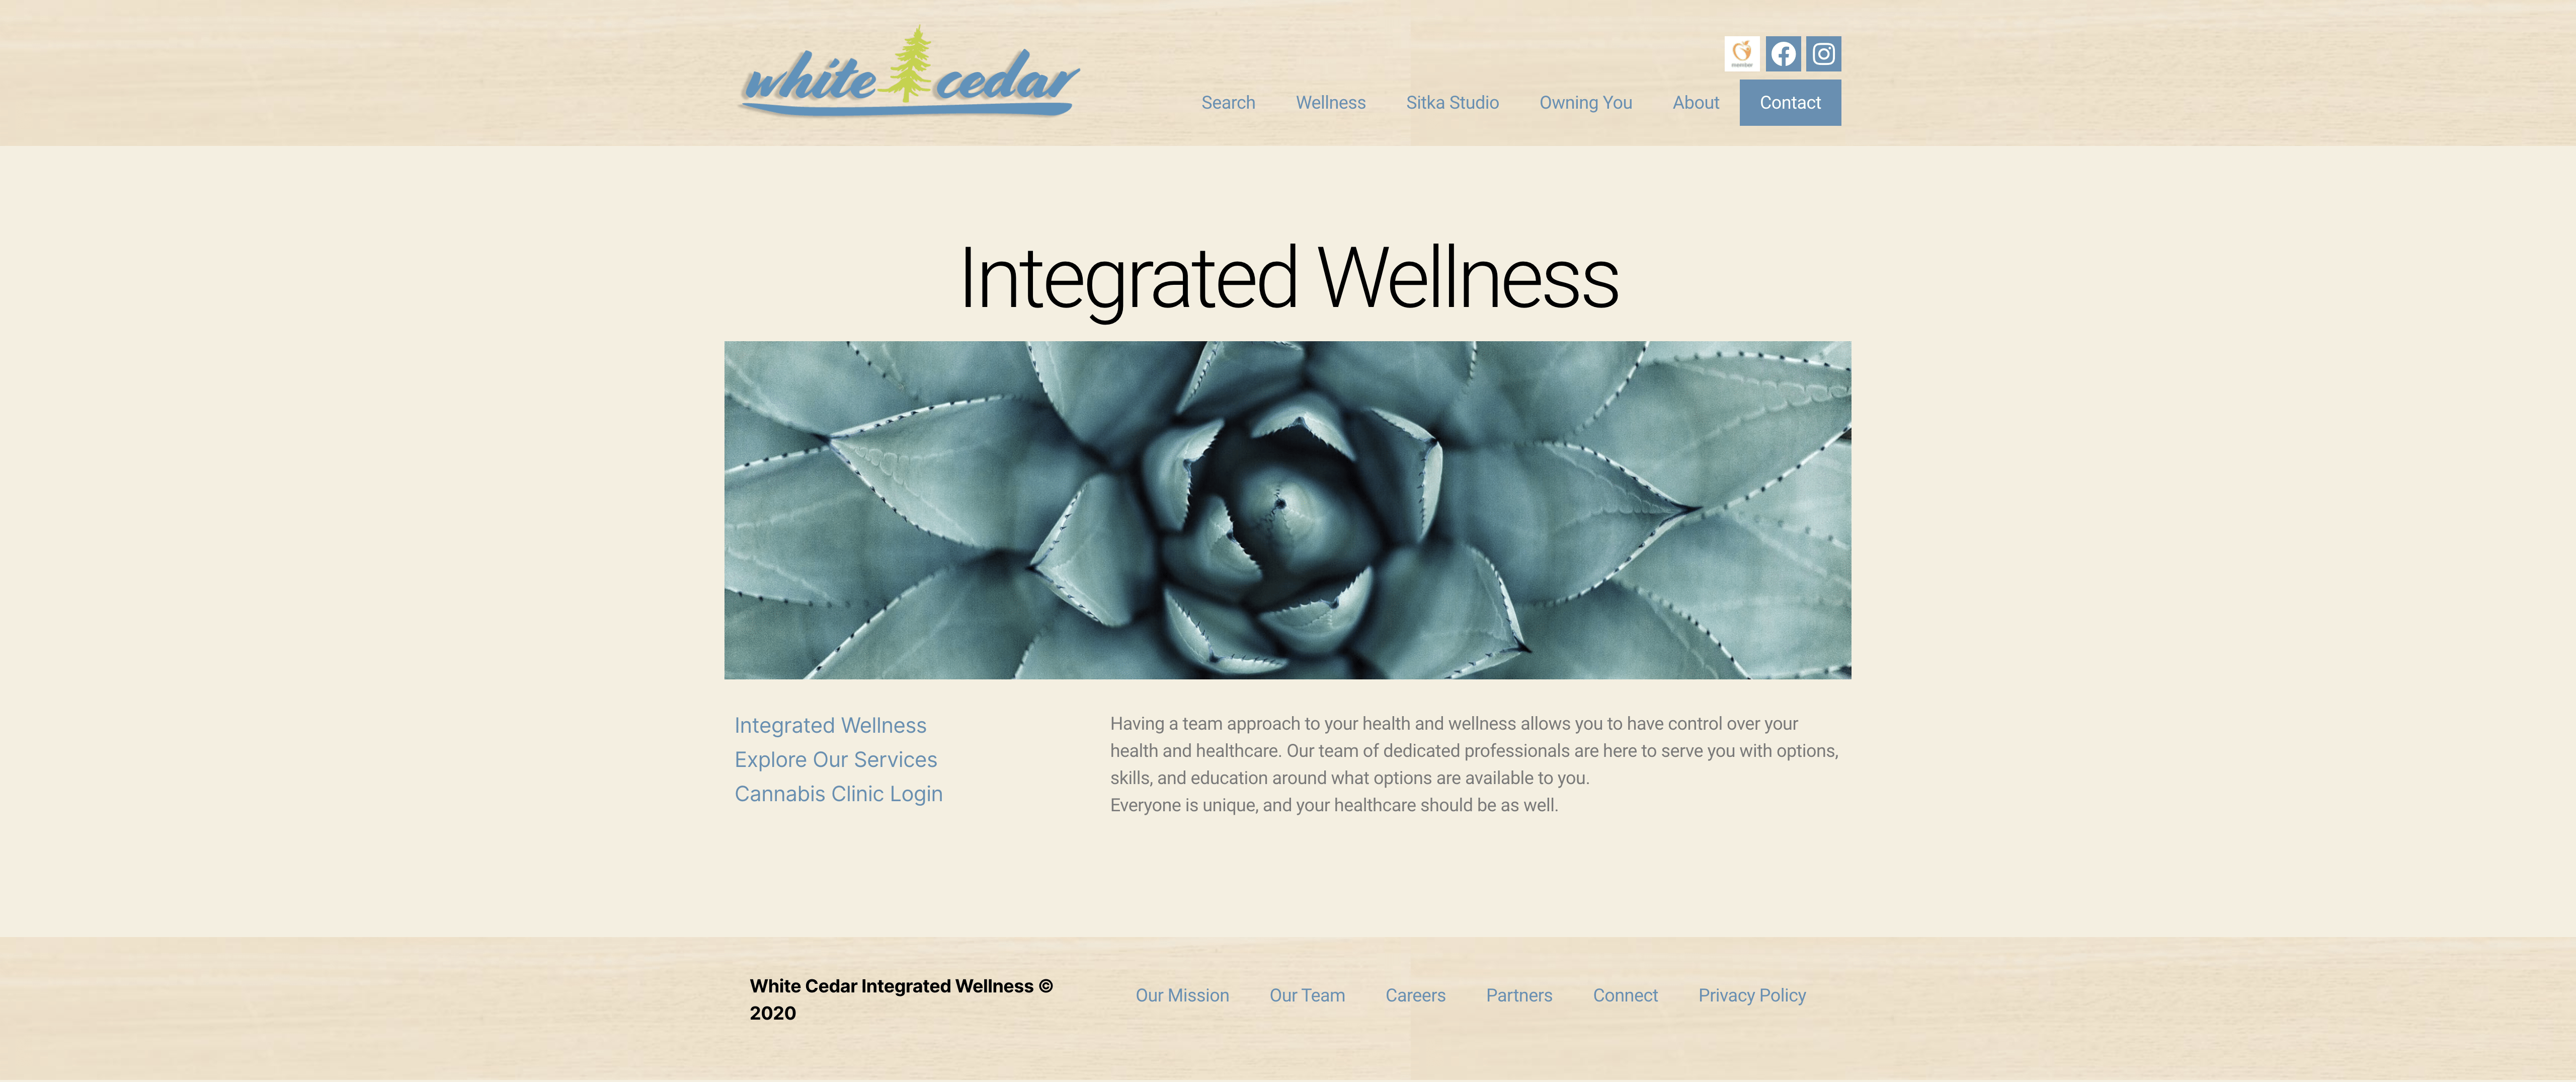 white cedar
member
Search Wellness Sitka Studio Owning You About Contact
Integrated Wellness
Integrated Wellness
Explore Our Services
Cannabis Clinic Login
Having a team approach to your health and wellness allows you to have control over your
health and healthcare. Our team of dedicated professionals are here to serve you with options,
skills, and education around what options are available to you.
Everyone is unique, and your healthcare should be as well.
White Cedar Integrated Wellness ©
2020
Our Mission Our Team Careers Partners Connect Privacy Policy